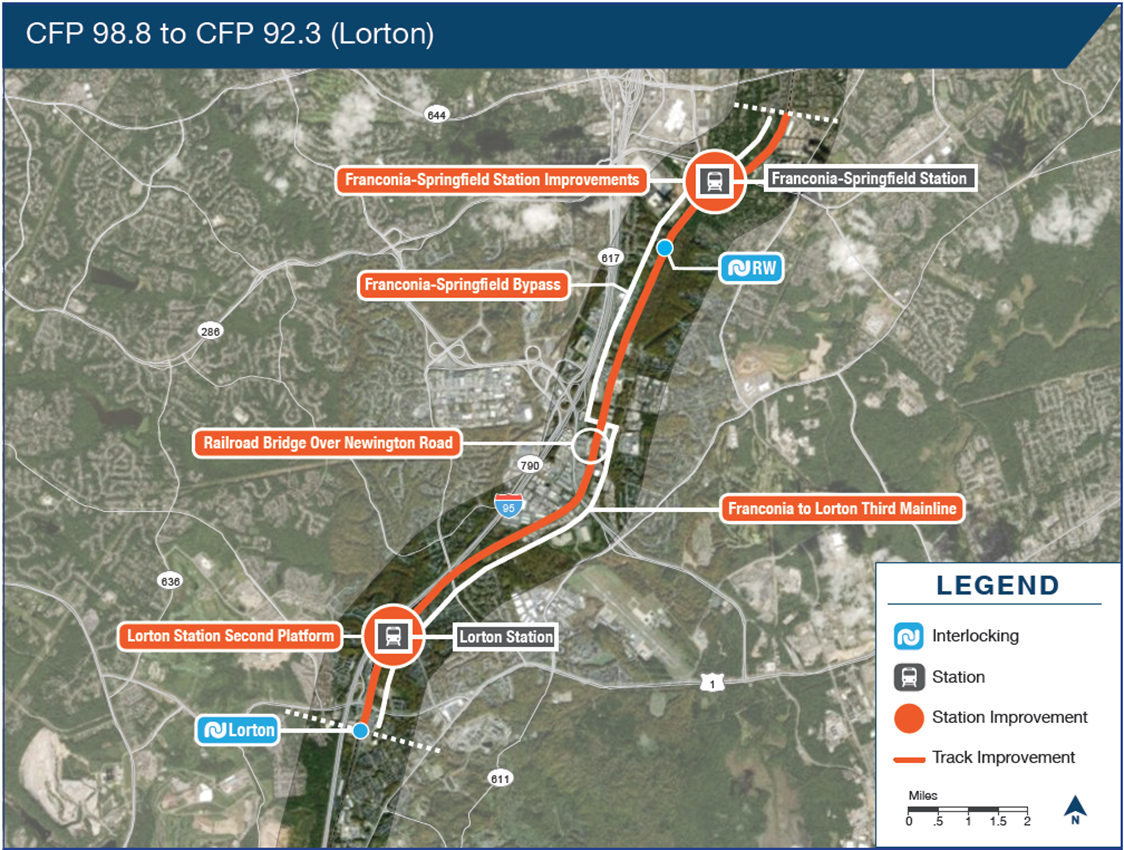 CFP 98.8 to CFP 92.3 (Lorton)
644
Franconia-Springfield Station Improvements
Franconia-Springfield Station
617
RW
Franconia-Springfield Bypass
286
Railroad Bridge Over Newington Road
790
95
Franconia to Lorton Third Mainline
636
Lorton Station Second Platform
Lorton Station
1
Lorton
611
LEGEND
Interlocking
Station
Station Improvement
Track Improvement
Miles
0 .5 1 1.5 2
N